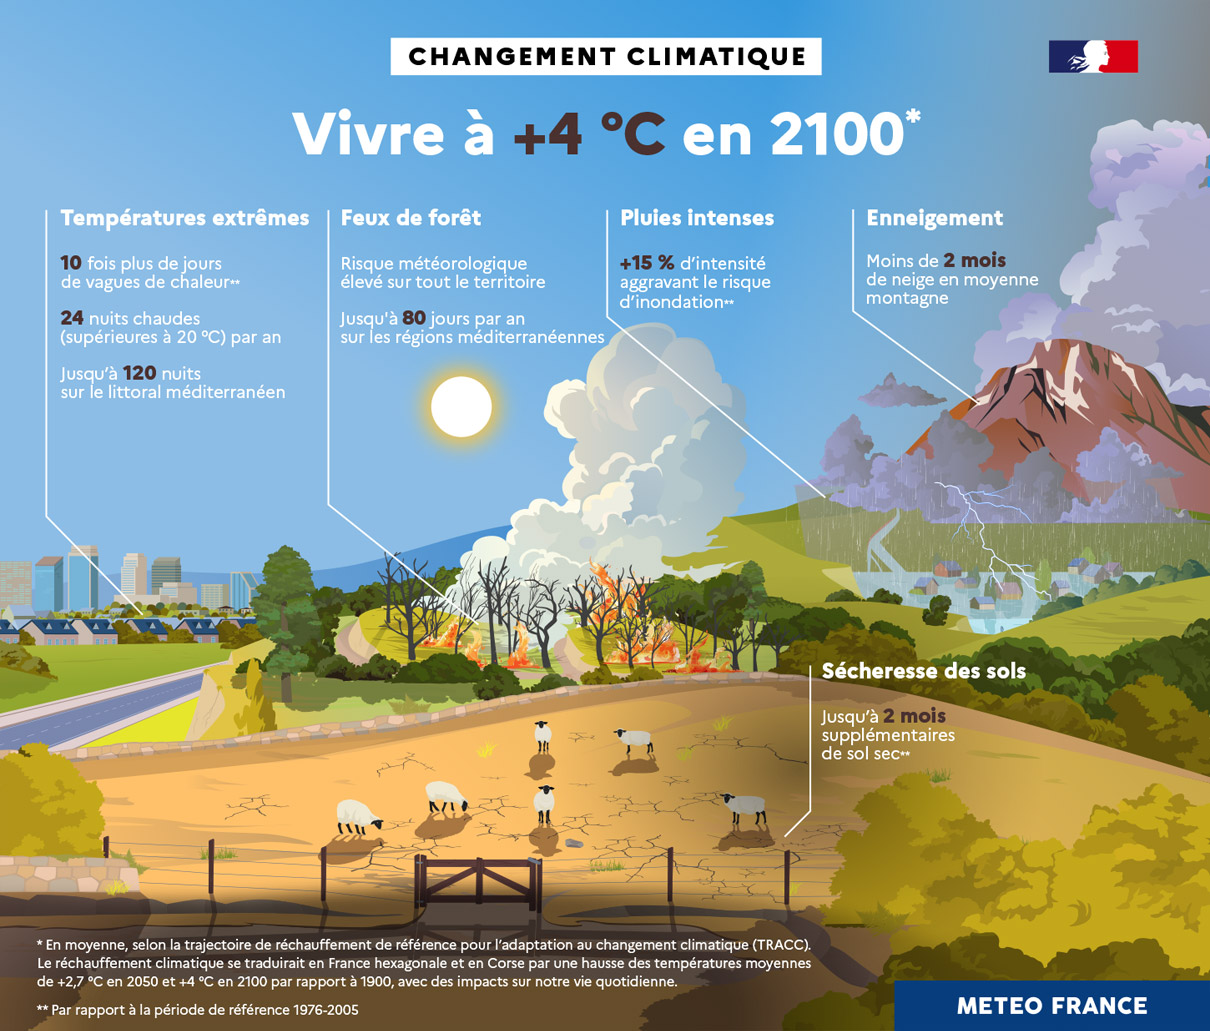 CHANGEMENT CLIMATIQUE
Vivre à +4 °C en 2100*
Températures extrêmes
10 fois plus de jours
de vagues de chaleur**
24 nuits chaudes
(supérieures à 20 °C) par an
Jusqu'à 120 nuits
sur le littoral méditerranéen
Feux de forêt
Risque météorologique
élevé sur tout le territoire
Jusqu'à 80 jours par an
sur les régions méditerranéennes
Pluies intenses
+15 % d'intensité
aggravant le risque
d'inondation**
Enneigement
Moins de 2 mois
de neige en moyenne
montagne
Sécheresse des sols
Jusqu'à 2 mois
supplémentaires
de sol sec**
* En moyenne, selon la trajectoire de réchauffement de référence pour l'adaptation au changement climatique (TRACC).
Le réchauffement climatique se traduirait en France hexagonale et en Corse par une hausse des températures moyennes
de +2,7 °C en 2050 et +4 °C en 2100 par rapport à 1900, avec des impacts sur notre vie quotidienne.
** Par rapport à la période de référence 1976-2005
METEO FRANCE